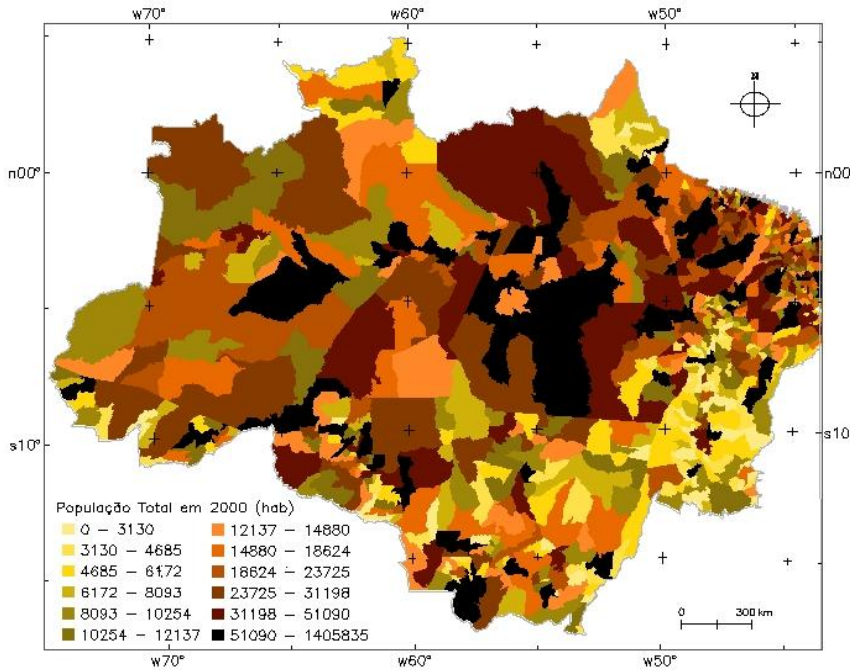 w70° w60° w50°
n00° n00
s10° s10
População Total em 2000 (hab)
0 – 3130
3130 – 4685
4685 – 6172
6172 – 8093
8093 – 10254
10254 – 12137
12137 – 14880
14880 – 18624
18624 – 23725
23725 – 31198
31198 – 51090
51090 – 1405835
0 300 km
w70° w60° w50°